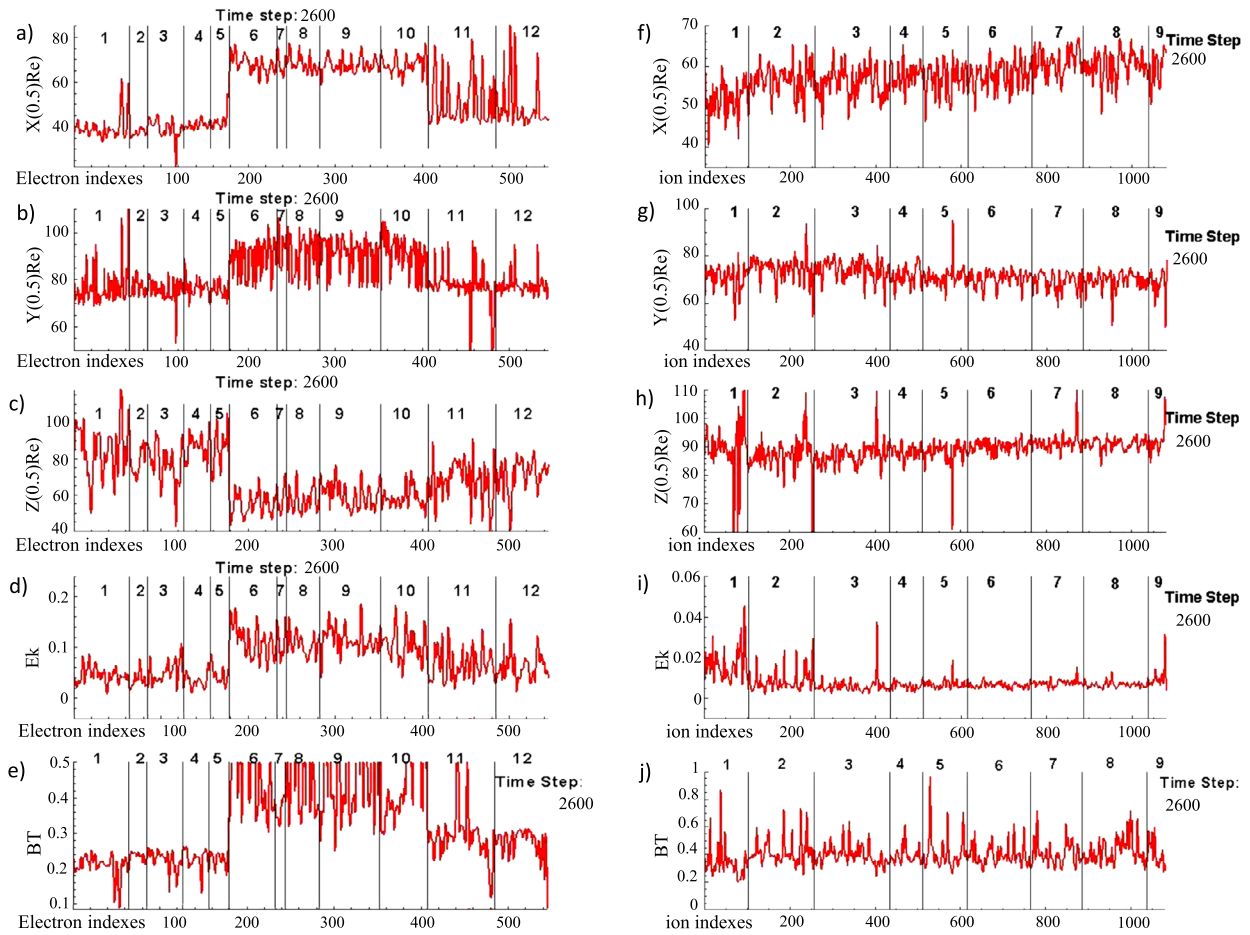 a)
Time step: 2600
80
60
40
X(0.5)Re)
1 2 3 4 5 6 7 8 9 10 11 12
Electron indexes 100 200 300 400 500
b)
Time step: 2600
100
80
60
Y(0.5)Re)
1 2 3 4 5 6 7 8 9 10 11 12
Electron indexes 100 200 300 400 500
c)
Time step: 2600
100
80
60
40
Z(0.5)Re)
1 2 3 4 5 6 7 8 9 10 11 12
Electron indexes 100 200 300 400 500
d)
Time step: 2600
0.2
0.1
0
Ek
1 2 3 4 5 6 7 8 9 10 11 12
Electron indexes 100 200 300 400 500
e)
0.5
0.4
0.3
0.2
0.1
BT
1 2 3 4 5 6 7 8 9 10 11 12
Time Step:
2600
Electron indexes 100 200 300 400 500
f)
70
60
50
40
X(0.5)Re)
1 2 3 4 5 6 7 8 9
Time Step
2600
ion indexes 200 400 600 800 1000
g)
100
80
60
40
Y(0.5)Re)
1 2 3 4 5 6 7 8 9
Time Step
2600
ion indexes 200 400 600 800 1000
h)
110
100
90
80
70
60
Z(0.5)Re)
1 2 3 4 5 6 7 8 9
Time Step
2600
ion indexes 200 400 600 800 1000
i)
0.06
0.04
0.02
0
Ek
1 2 3 4 5 6 7 8 9
Time Step
2600
ion indexes 200 400 600 800 1000
j)
1
0.8
0.6
0.4
0.2
0
BT
1 2 3 4 5 6 7 8 9
Time Step:
2600
ion indexes 200 400 600 800 1000